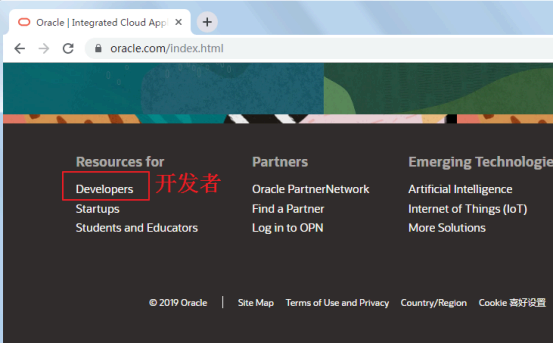 Oracle | Integrated Cloud App
oracle.com/index.html
Resources for
Developers
开发者
Startups
Students and Educators
Partners
Oracle PartnerNetwork
Find a Partner
Log in to OPN
Emerging Technologie
Artificial Intelligence
Internet of Things (IoT)
More Solutions
© 2019 Oracle | Site Map Terms of Use and Privacy Country/Region Cookie 喜好设置